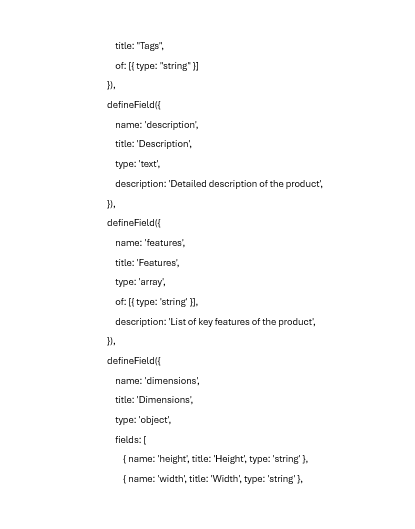 title: "Tags",
of: [{ type: "string" }]
}),
defineField({
name: 'description',
title: 'Description',
type: 'text',
description: 'Detailed description of the product',
}),
defineField({
name: 'features',
title: 'Features',
type: 'array',
of: [{ type: 'string' }],
description: 'List of key features of the product',
}),
defineField({
name: 'dimensions',
title: 'Dimensions',
type: 'object',
fields: [
{ name: 'height', title: 'Height', type: 'string' },
{ name: 'width', title: 'Width', type: 'string' },